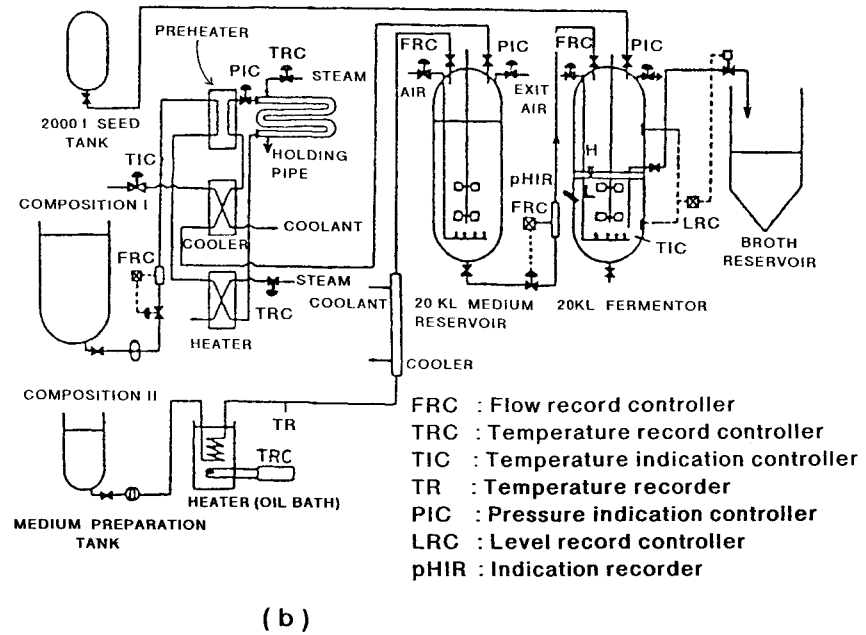 PREHEATER
TRC
PIC
STEAM
2000 l SEED
TANK
HOLDING
PIPE
TIC
COMPOSITION I
COOLER
COOLANT
FRC
STEAM
TRC
HEATER
COOLANT
COOLER
COMPOSITION II
TR
TRC
HEATER (OIL BATH)
MEDIUM PREPARATION
TANK
FRC
PIC
AIR
EXIT
AIR
FRC
PIC
H
L
pHIR
FRC
TIC
LRC
BROTH
RESERVOIR
20 KL MEDIUM
RESERVOIR
20KL FERMENTOR
FRC : Flow record controller
TRC : Temperature record controller
TIC : Temperature indication controller
TR : Temperature recorder
PIC : Pressure indication controller
LRC : Level record controller
pHIR : Indication recorder
(b)